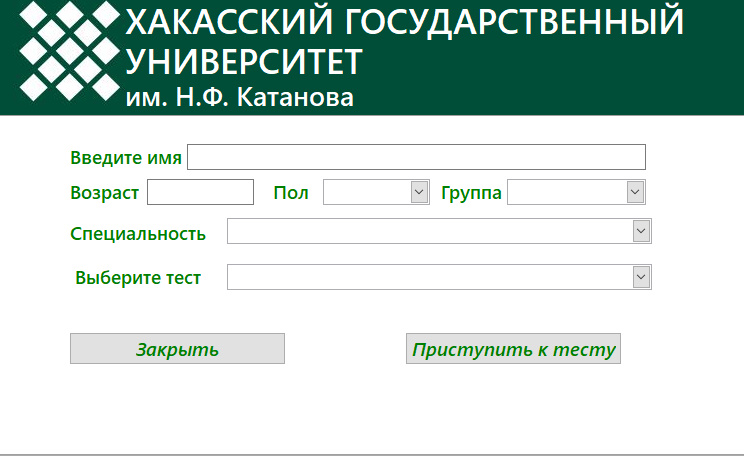 ХАКАССКИЙ ГОСУДАРСТВЕННЫЙ
УНИВЕРСИТЕТ
им. Н.Ф. Катанова
Введите имя
Возраст Пол Группа
Специальность
Выберите тест
Закрыть Приступить к тесту